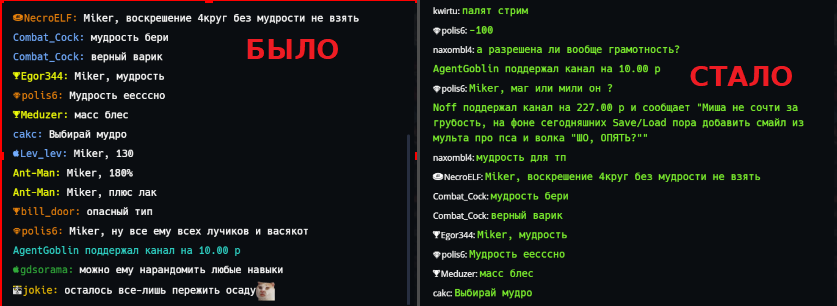 NecroELF: Miker, воскрешение 4круг без мудрости не взять
Combat_Cock: мудрость бери
Combat_Cock: верный варик
Egor344: Miker, мудрость
polis6: Мудрость еесссно
Meduzer: масс блес
cakc: Выбирай мудро
Lev_lev: Miker, 130
Ant-Man: Miker, 180%
Ant-Man: Miker, плюс лак
bill_door: опасный тип
polis6: Miker, ну все ему всех лучиков и васякот
AgentGoblin поддержал канал на 10.00 р
gdsorama: можно ему нарандомить любые навыки
jokie: осталось все-лишь пережить осаду
БЫЛО
kwirtu: палят стрим
polis6: -100
naxombl4: а разрешена ли вообще грамотность?
AgentGoblin поддержал канал на 10.00 р
polis6: Miker, маг или мили он ?
Noff поддержал канал на 227.00 р и сообщает "Миша не сочти за
грубость, на фоне сегодняшних Save/Load пора добавить смайл из
мульта про пса и волка "ШО, ОПЯТЬ?""
naxombl4: мудрость для тп
NecroELF: Miker, воскрешение 4круг без мудрости не взять
Combat_Cock: мудрость бери
Combat_Cock: верный варик
Egor344: Miker, мудрость
polis6: Мудрость еесссно
Meduzer: масс блес
cakc: Выбирай мудро
СТАЛО